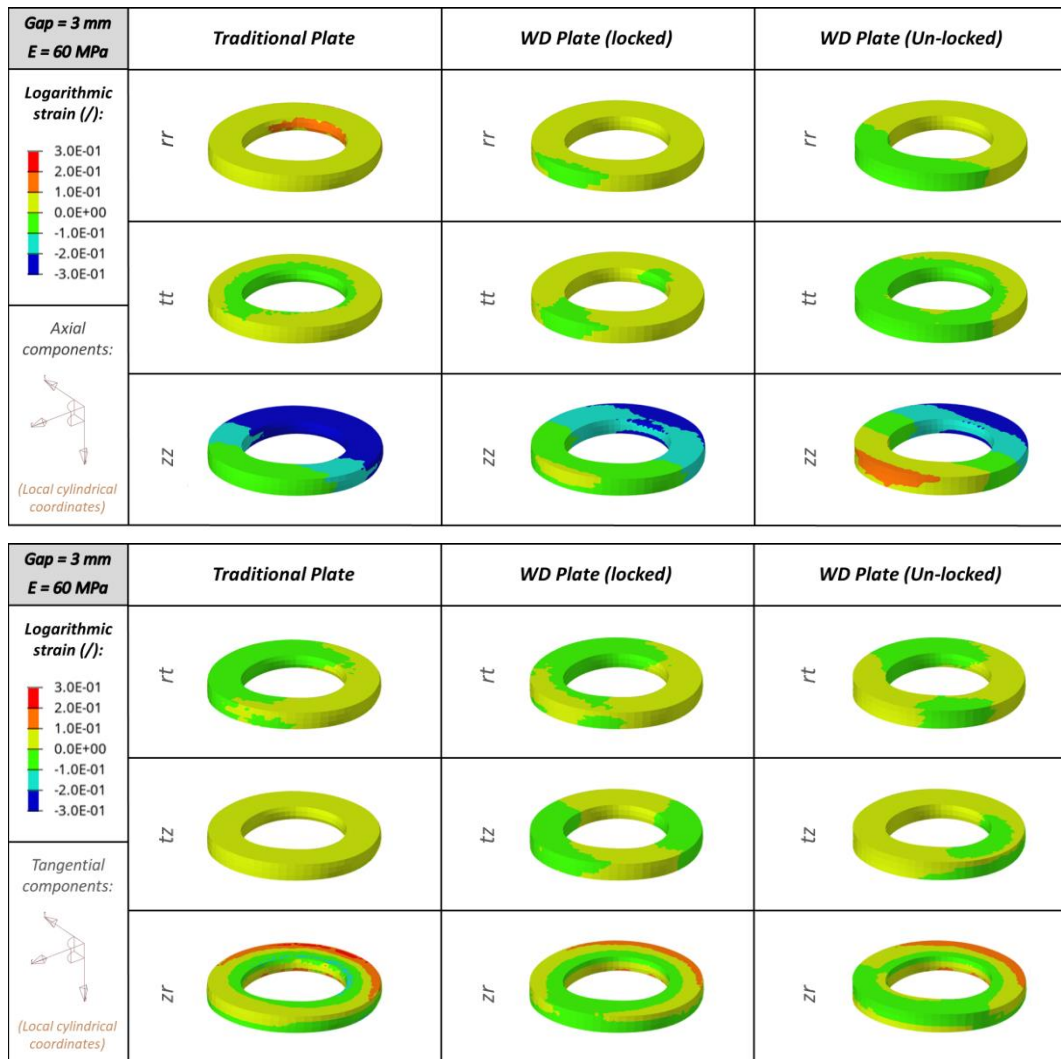 Gap = 3 mm
E = 60 MPa
Traditional Plate
WD Plate (locked)
WD Plate (Un-locked)
Logarithmic
strain (/):
3.0E-01
2.0E-01
1.0E-01
0.0E+00
-1.0E-01
-2.0E-01
-3.0E-01
rr
rr
rr
tt
tt
tt
Axial
components:
(Local cylindrical
coordinates)
zz
zz
zz
Gap = 3 mm
E = 60 MPa
Traditional Plate
WD Plate (locked)
WD Plate (Un-locked)
Logarithmic
strain (/):
3.0E-01
2.0E-01
1.0E-01
0.0E+00
-1.0E-01
-2.0E-01
-3.0E-01
rt
rt
rt
tz
tz
tz
Tangential
components:
(Local cylindrical
coordinates)
zr
zr
zr